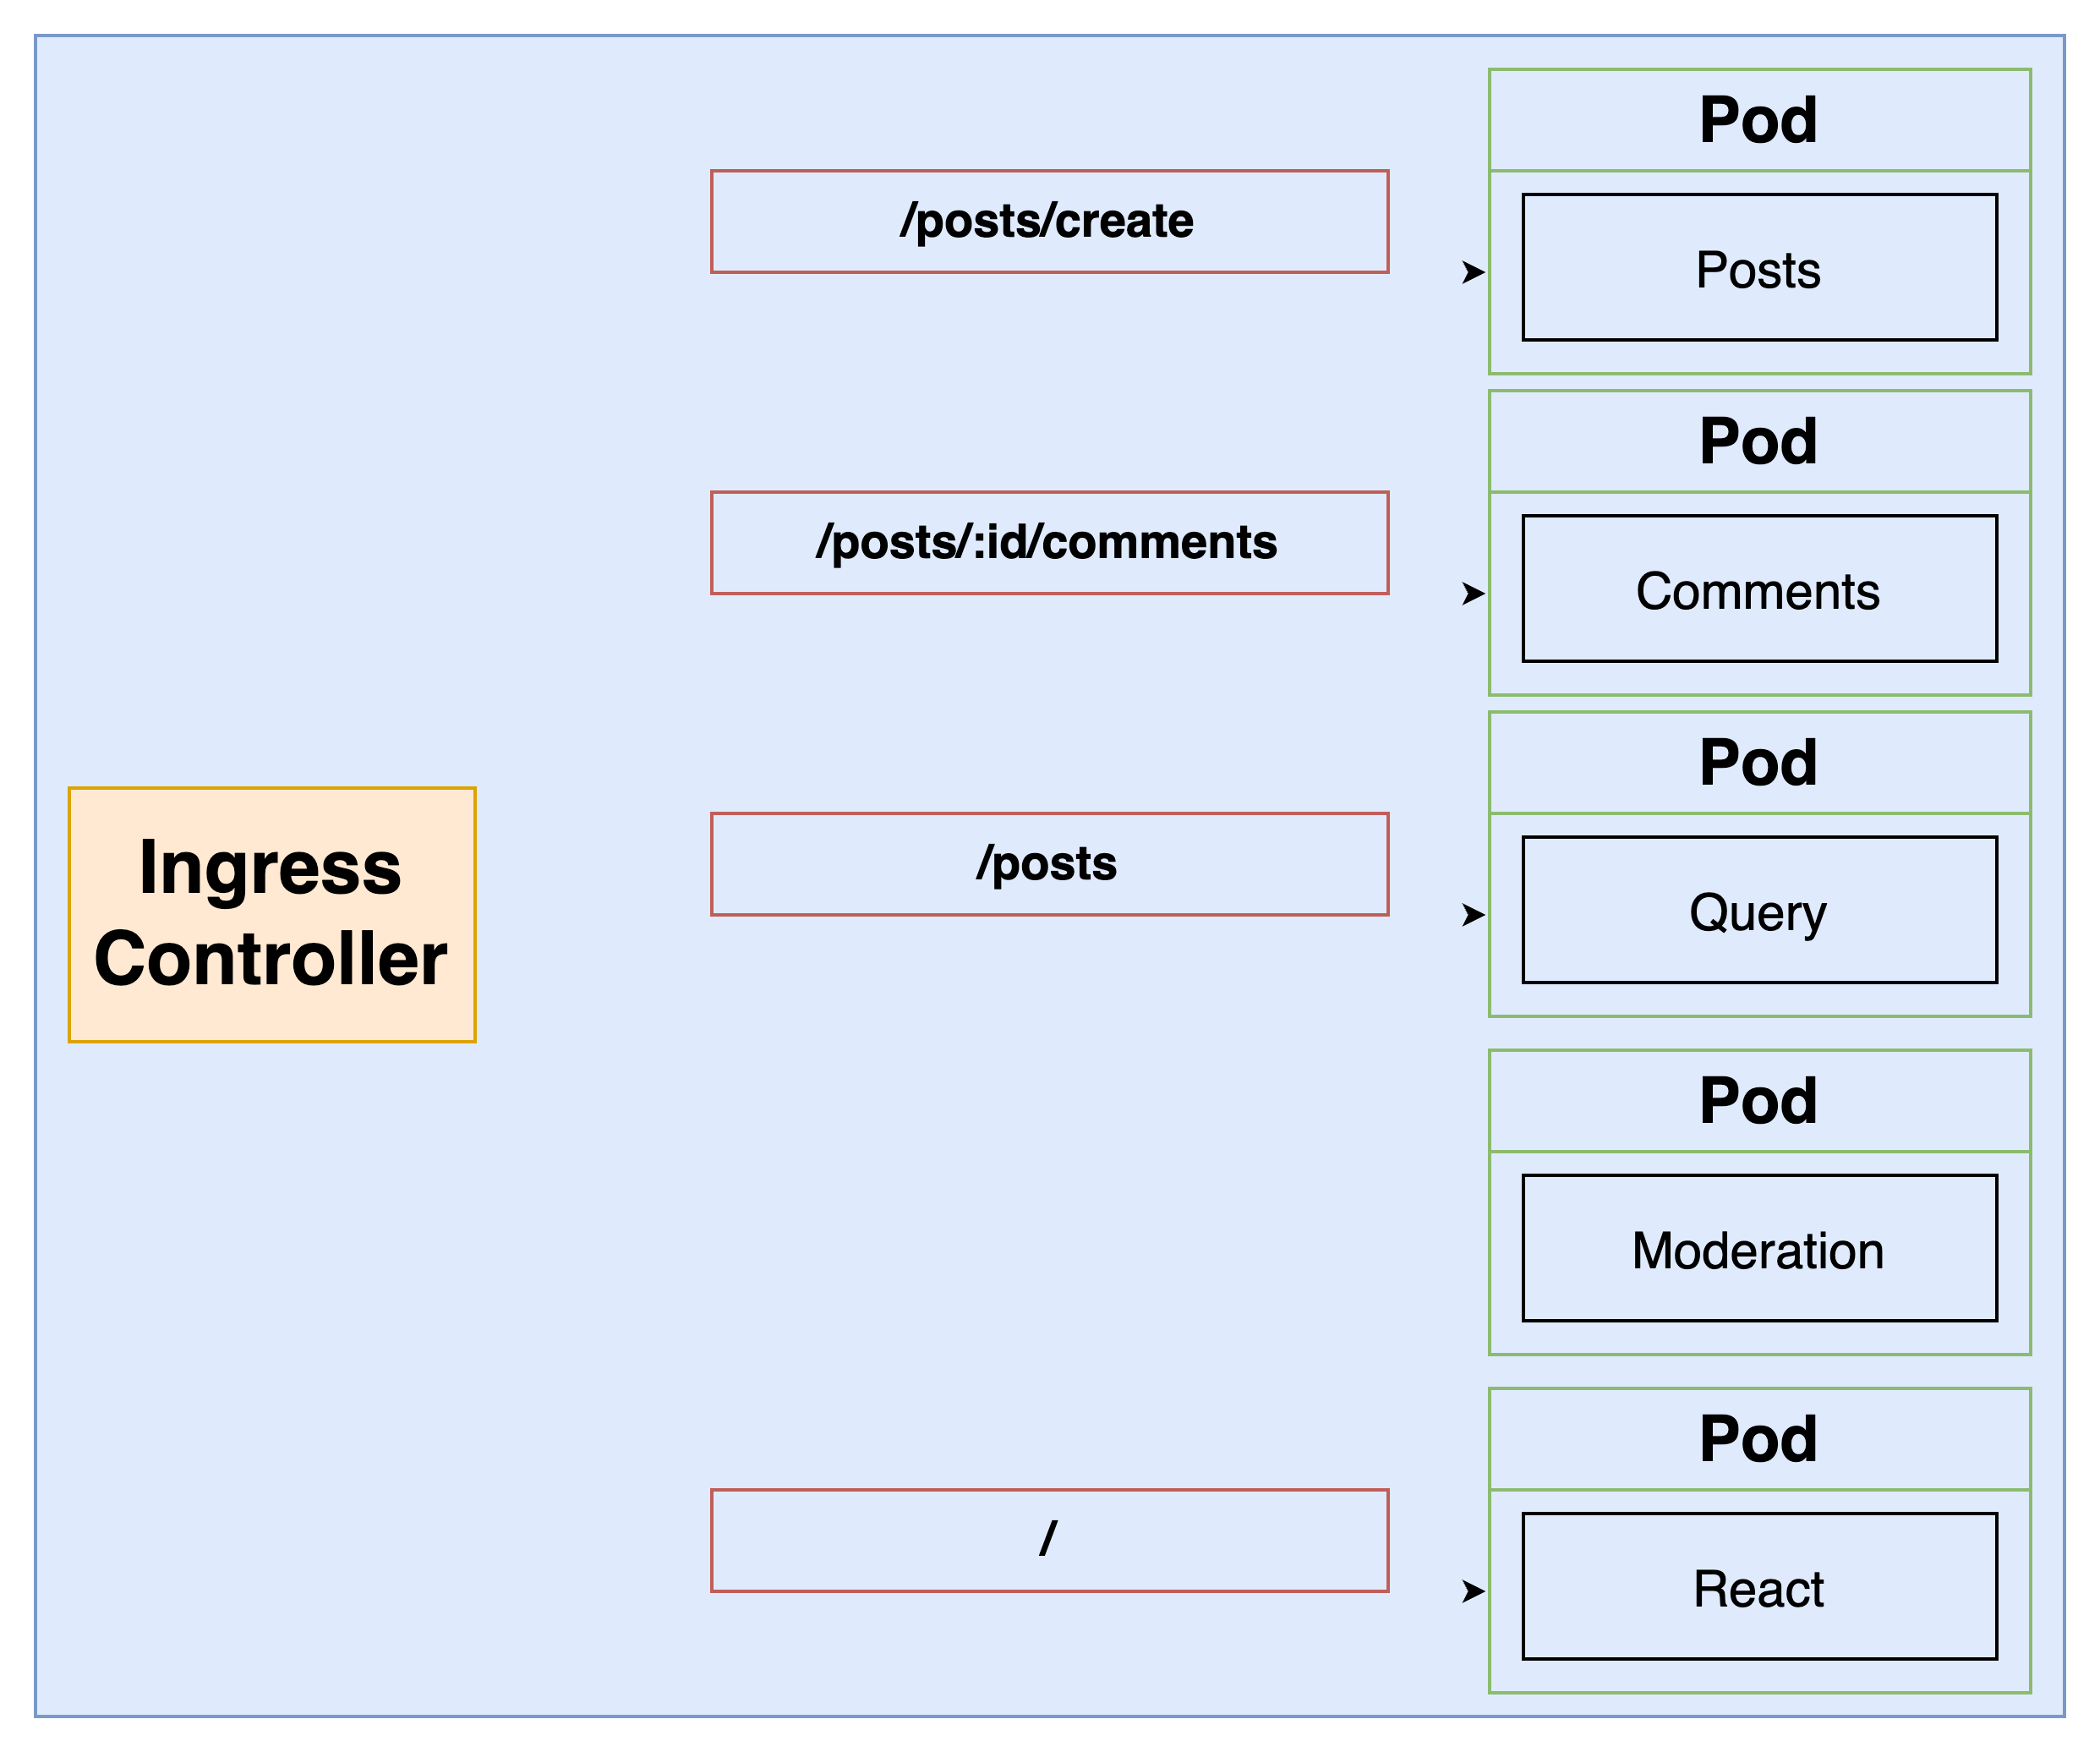 Pod
/posts/create
Posts
Pod
/posts/:id/comments
Comments
Pod
Ingress
Controller
/posts
Query
Pod
Moderation
Pod
/
React